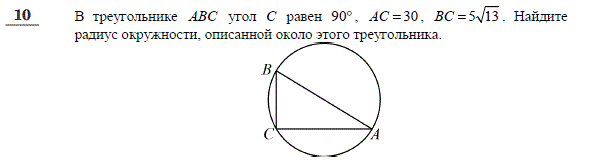 10
В треугольнике ABC угол C равен 90°, AC=30, BC=5√13. Найдите
радиус окружности, описанной около этого треугольника.
B
C A